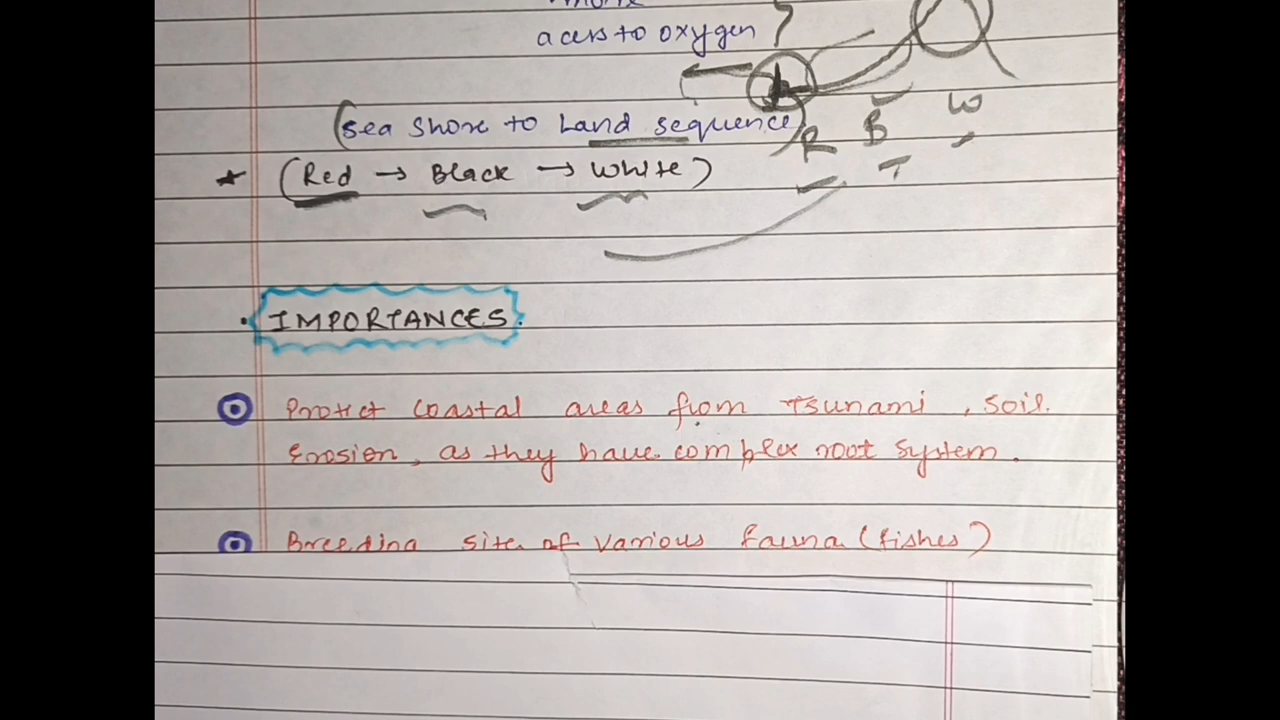 acers to oxygen
(sea shore to Land sequence)
R B W
T
★ (Red → Black → White)
• IMPORTANCES.
Protect coastal areas from Tsunami, soil
Erosion, as they have complex root system.
Breeding site of various fauna (fishes)